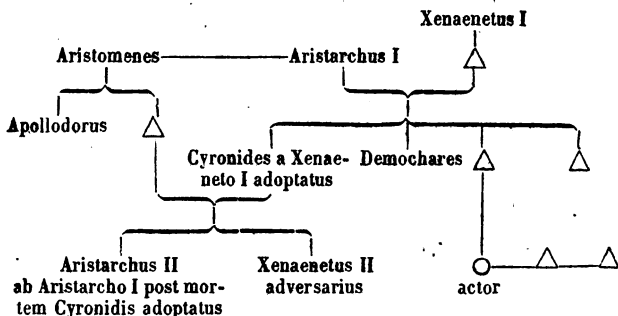 Xenaenetus I
Aristomenes Aristarchus I
Apollodorus
Cyronides a Xenae- Demochares
neto I adoptatus
Aristarchus II Xenaenetus II
ab Aristarcho I post mor- adversarius actor
tem Cyronidis adoptatus